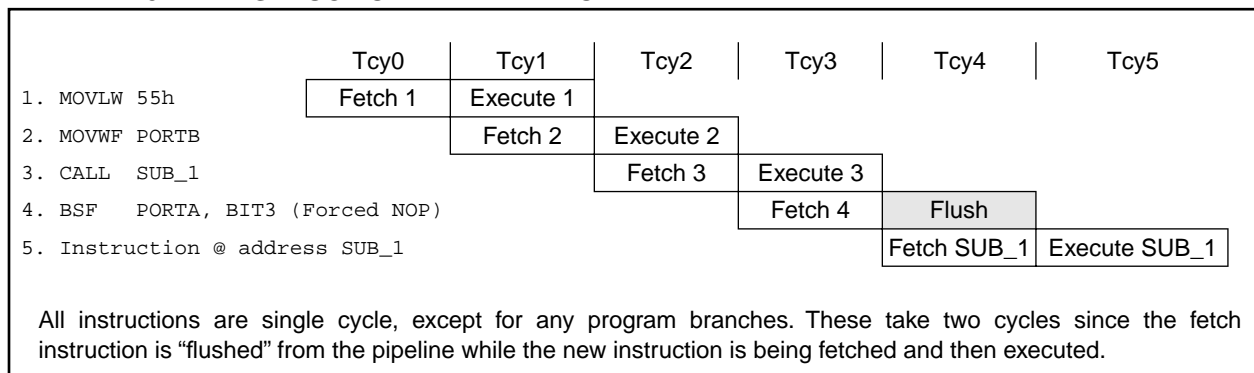 Tcy0 Tcy1 Tcy2 Tcy3 Tcy4 Tcy5
1. MOVLW 55h Fetch 1 Execute 1
2. MOVWF PORTB Fetch 2 Execute 2
3. CALL SUB_1 Fetch 3 Execute 3
4. BSF PORTA, BIT3 (Forced NOP) Fetch 4 Flush
5. Instruction @ address SUB_1 Fetch SUB_1 Execute SUB_1
All instructions are single cycle, except for any program branches. These take two cycles since the fetch
instruction is “flushed” from the pipeline while the new instruction is being fetched and then executed.